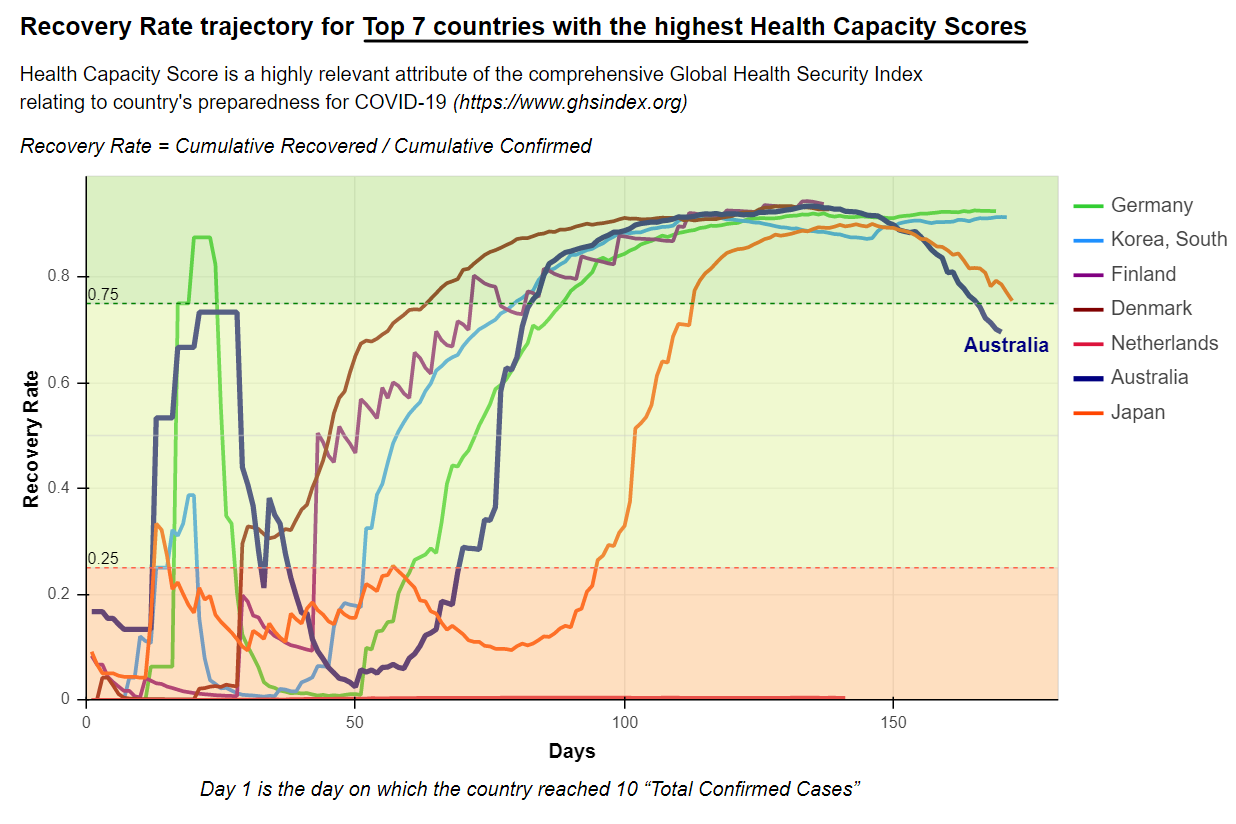 Recovery Rate trajectory for Top 7 countries with the highest Health Capacity Scores
Health Capacity Score is a highly relevant attribute of the comprehensive Global Health Security Index
relating to country's preparedness for COVID-19 (https://www.ghsindex.org)
Recovery Rate = Cumulative Recovered / Cumulative Confirmed
Germany
Korea, South
Finland
Denmark
Netherlands
Australia
Japan
Recovery Rate
0.8
0.75
Australia
0.6
0.4
0.25
0.2
0
0
50
100
150
Days
Day 1 is the day on which the country reached 10 “Total Confirmed Cases”